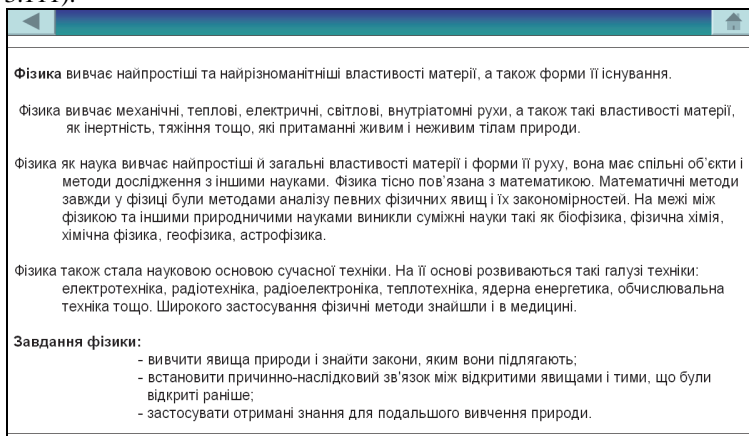 3.111).
Фізика вивчає найпростіші та найрізноманітніші властивості матерії, а також форми її існування.
Фізика вивчає механічні, теплові, електричні, світлові, внутріатомні рухи, а також такі властивості матерії,
як інертність, тяжіння тощо, які притаманні живим і неживим тілам природи.
Фізика як наука вивчає найпростіші й загальні властивості матерії і форми її руху, вона має спільні об'єкти і
методи дослідження з іншими науками. Фізика тісно пов'язана з математикою. Математичні методи
завжди у фізиці були методами аналізу певних фізичних явищ і їх закономірностей. На межі між
фізикою та іншими природничими науками виникли суміжні науки такі як біофізика, фізична хімія,
хімічна фізика, геофізика, астрофізика.
Фізика також стала науковою основою сучасної техніки. На її основі розвиваються такі галузі техніки:
електротехніка, радіотехніка, радіоелектроніка, теплотехніка, ядерна енергетика, обчислювальна
техніка тощо. Широкого застосування фізичні методи знайшли і в медицині.
Завдання фізики:
- вивчити явища природи і знайти закони, яким вони підлягають;
- встановити причинно-наслідковий зв'язок між відкритими явищами і тими, що були
відкриті раніше;
- застосувати отримані знання для подальшого вивчення природи.